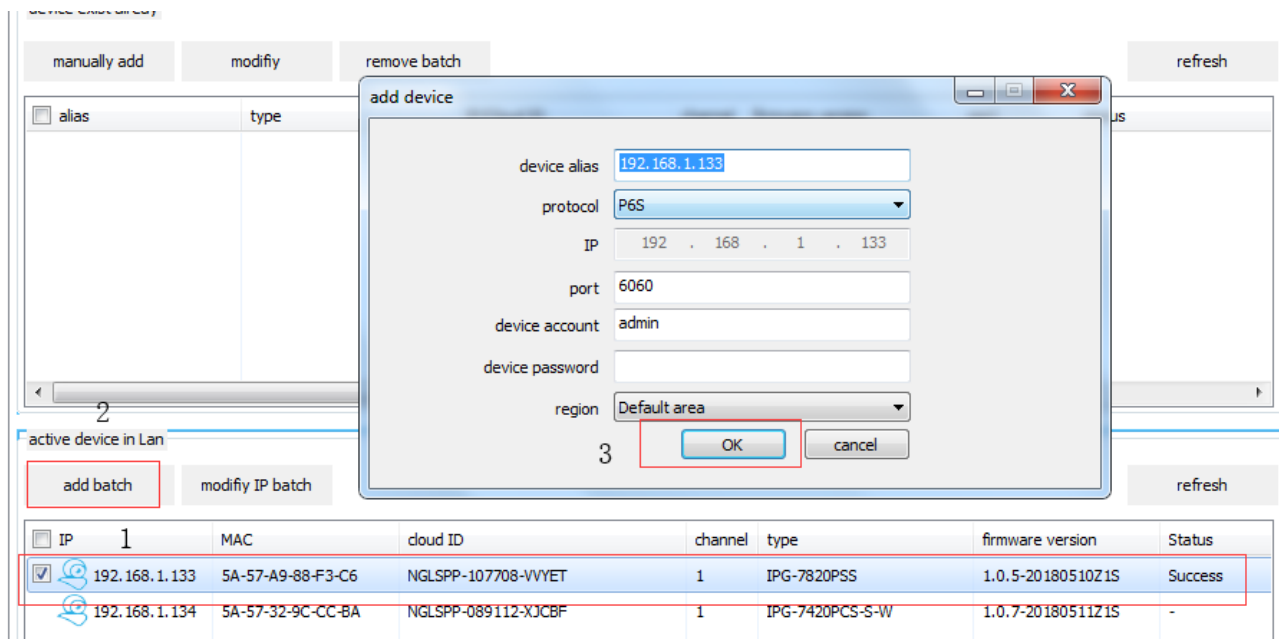 device exist alredy
manually add modifiy remove batch refresh
add device
alias type
device alias 192.168.1.133
protocol P6S
IP 192 . 168 . 1 . 133
port 6060
device account admin
device password
region Default area
2
active device in Lan
3 OK cancel
add batch modifiy IP batch refresh
IP 1 MAC cloud ID channel type firmware version Status
192.168.1.133 5A-57-A9-88-F3-C6 NGLSPP-107708-VVYET 1 IPG-7820PSS 1.0.5-20180510Z1S Success
192.168.1.134 5A-57-32-9C-CC-BA NGLSPP-089112-XJCBF 1 IPG-7420PCS-S-W 1.0.7-20180511Z1S -